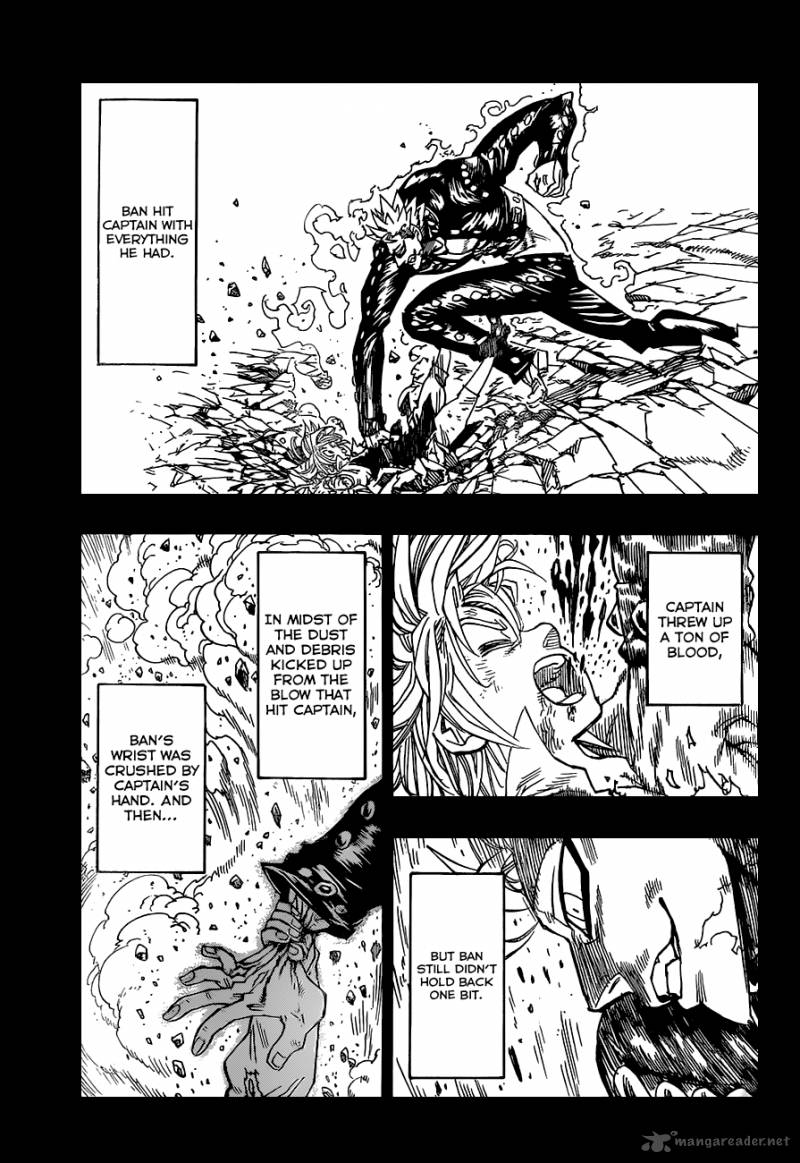 BAN HIT
CAPTAIN WITH
EVERYTHING
HE HAD.
CAPTAIN
THREW UP
A TON OF
BLOOD,
BUT BAN
STILL DIDN'T
HOLD BACK
ONE BIT.
IN MIDST OF
THE DUST
AND DEBRIS
KICKED UP
FROM THE
BLOW THAT
HIT CAPTAIN,
BAN'S
WRIST WAS
CRUSHED BY
CAPTAIN'S
HAND. AND
THEN...
mangareader.net